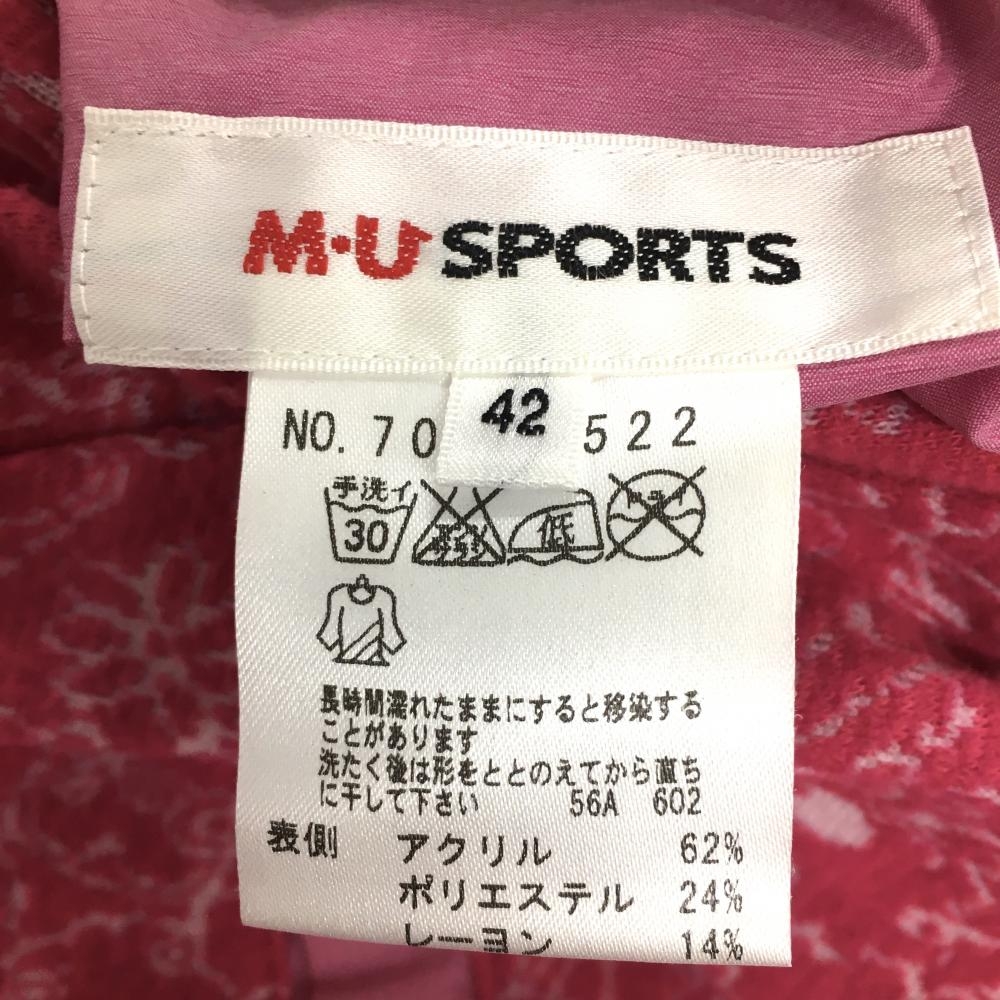 M・U SPORTS
42
NO. 70 522
手洗イ
30
低
長時間濡れたままにすると移染する
ことがあります
洗たく後は形をととのえてから直ち
に干して下さい 56A 602
表側 アクリル 62%
ポリエステル 24%
レーヨン 14%